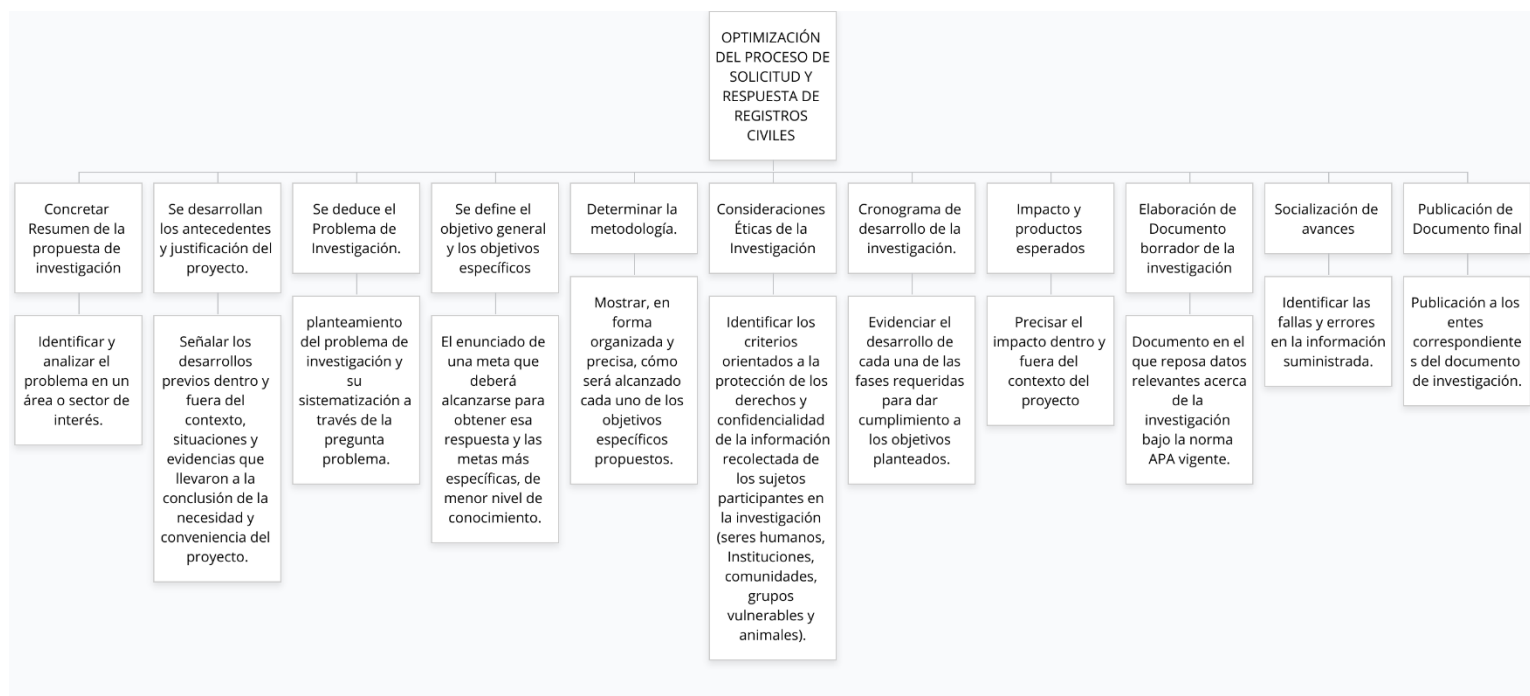 OPTIMIZACIÓN
DEL PROCESO DE
SOLICITUD Y
RESPUESTA DE
REGISTROS
CIVILES
Concretar
Resumen de la
propuesta de
investigación
Identificar y
analizar el
problema en un
área o sector de
interés.
Se desarrollan
los antecedentes
y justificación del
proyecto.
Señalar los
desarrollos
previos dentro y
fuera del
contexto,
situaciones y
evidencias que
llevaron a la
conclusión de la
necesidad y
conveniencia del
proyecto.
Se deduce el
Problema de
Investigación.
planteamiento
del problema de
investigación y
su
sistematización a
través de la
pregunta
problema.
Se define el
objetivo general
y los objetivos
específicos
El enunciado de
una meta que
deberá
alcanzarse para
obtener esa
respuesta y las
metas más
específicas, de
menor nivel de
conocimiento.
Determinar la
metodología.
Mostrar, en
forma
organizada y
precisa, cómo
será alcanzado
cada uno de los
objetivos
específicos
propuestos.
Consideraciones
Éticas de la
Investigación
Identificar los
criterios
orientados a la
protección de los
derechos y
confidencialidad
de la información
recolectada de
los sujetos
participantes en
la investigación
(seres humanos,
Instituciones,
comunidades,
grupos
vulnerables y
animales).
Cronograma de
desarrollo de la
investigación.
Evidenciar el
desarrollo de
cada una de las
fases requeridas
para dar
cumplimiento a
los objetivos
planteados.
Impacto y
productos
esperados
Precisar el
impacto dentro y
fuera del
contexto del
proyecto
Elaboración de
Documento
borrador de la
investigación
Documento en el
que reposa datos
relevantes acerca
de la
investigación
bajo la norma
APA vigente.
Socialización de
avances
Identificar las
fallas y errores
en la información
suministrada.
Publicación de
Documento final
Publicación a los
entes
correspondiente
s del documento
de investigación.